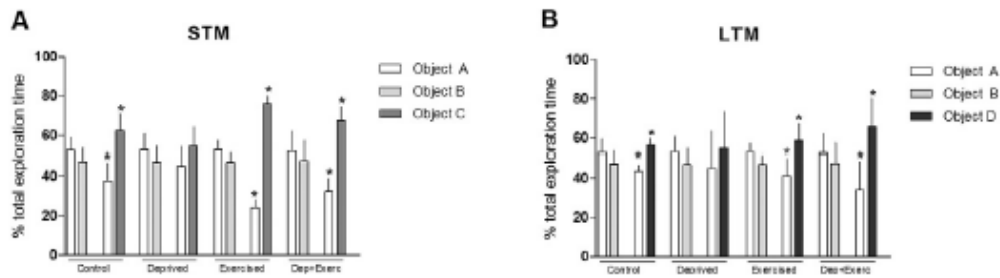 A
STM
% total exploration time
100
80
60
40
20
0
Control Deprived Exercised Dep+Exerc
Object A
Object B
Object C
* * * * * *
B
LTM
% total exploration time
100
80
60
40
20
0
Control Deprived Exercised Dep+Exerc
Object A
Object B
Object D
* * * * * *